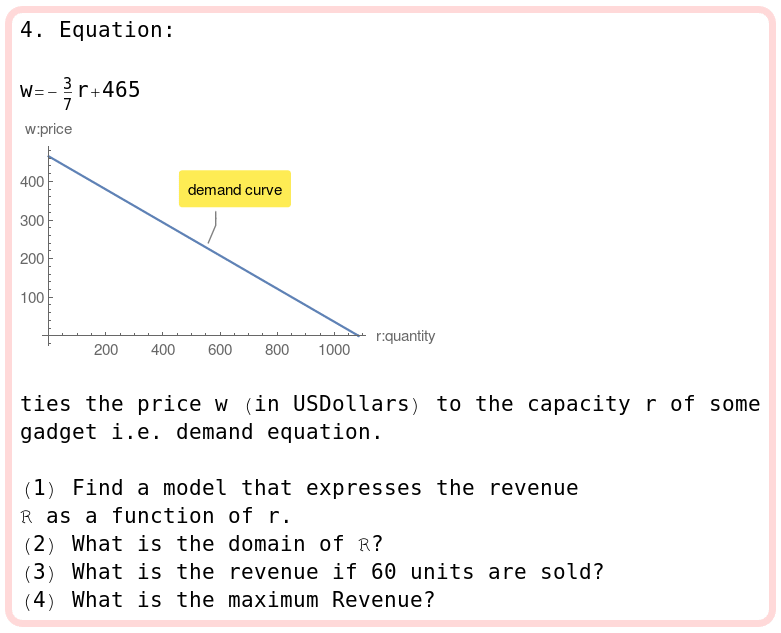 4. Equation:
w=-3/7 r+465
w:price
400
300
200
100
demand curve
200 400 600 800 1000
r:quantity
ties the price w (in USDollars) to the capacity r of some
gadget i.e. demand equation.
(1) Find a model that expresses the revenue
ℝ as a function of r.
(2) What is the domain of ℝ?
(3) What is the revenue if 60 units are sold?
(4) What is the maximum Revenue?